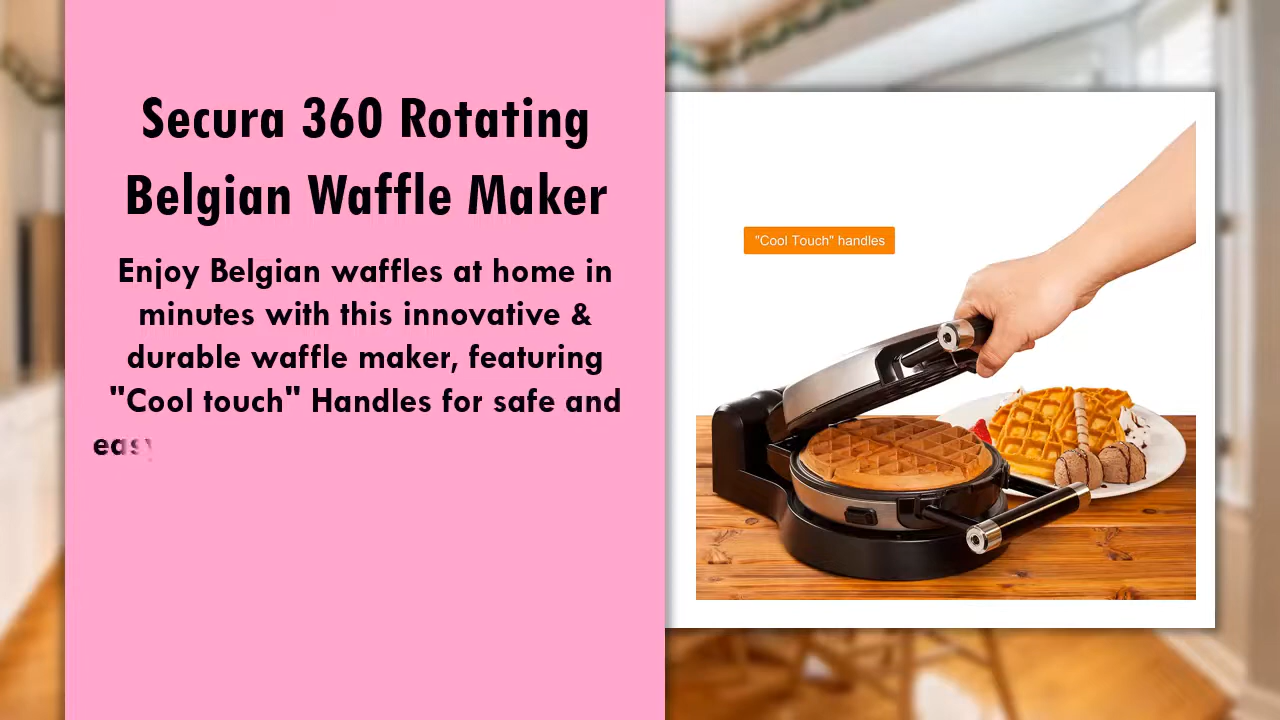 Secura 360 Rotating
Belgian Waffle Maker
Enjoy Belgian waffles at home in
minutes with this innovative &
durable waffle maker, featuring
"Cool touch" Handles for safe and
easy
"Cool Touch" handles